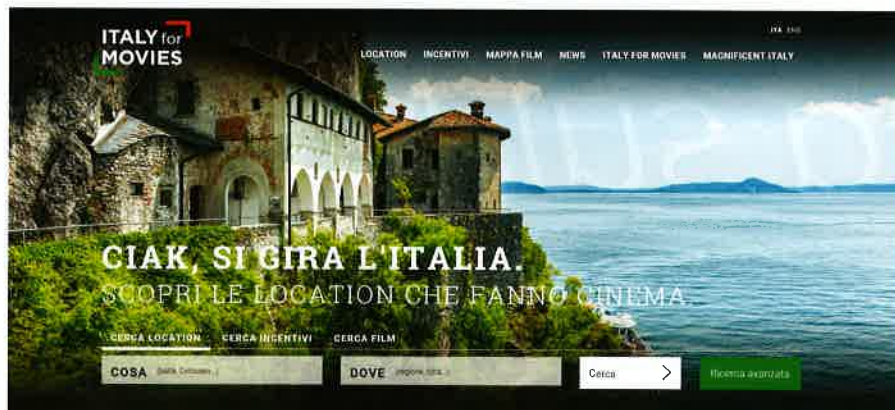 ITALY for
MOVIES
ITA ENG
LOCATION INCENTIVI MAPPA FILM NEWS ITALY FOR MOVIES MAGNIFICENT ITALY
CIAK, SI GIRA L'ITALIA.
SCOPRI LE LOCATION CHE FANNO CINEMA.
CERCA LOCATION CERCA INCENTIVI CERCA FILM
COSA DOVE Cerca Ricerca avanzata